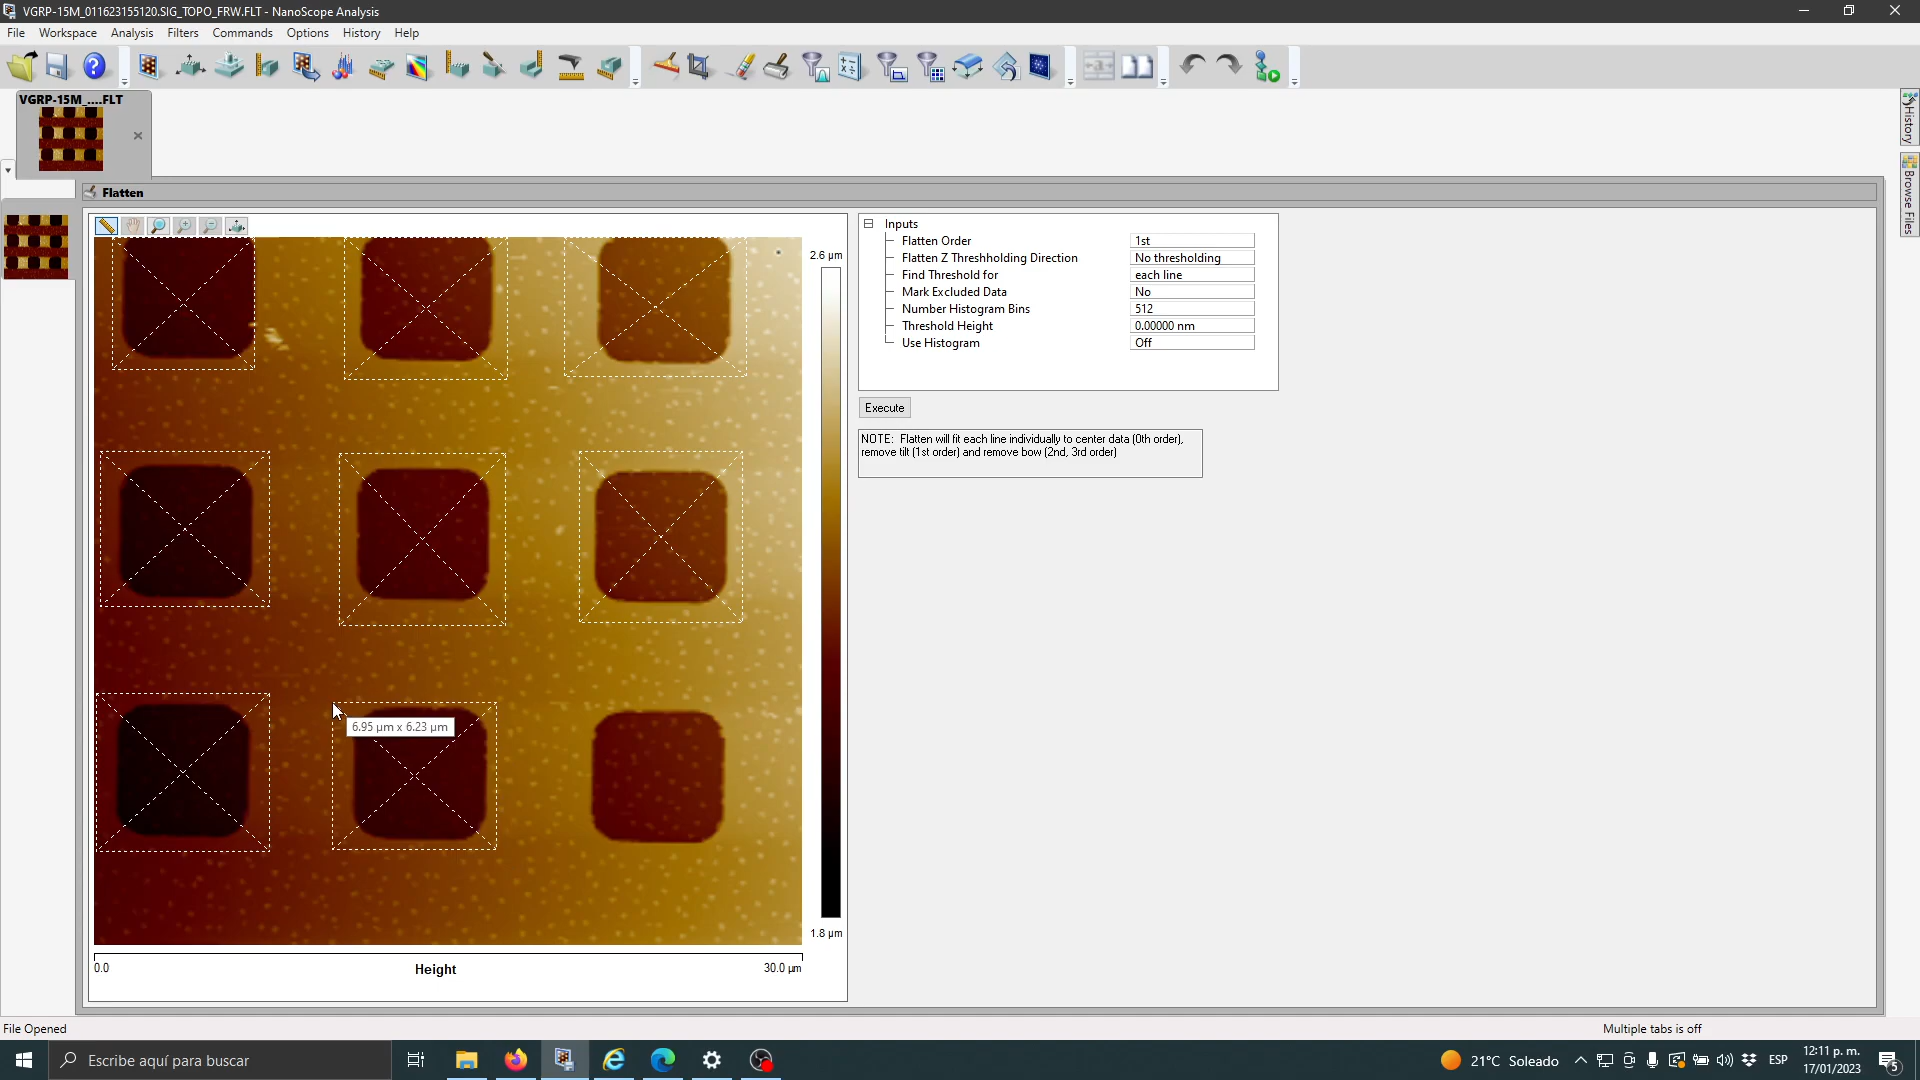 VGRP-15M_011623155120.SIG_TOPO_FRW.FLT - NanoScope Analysis
File Workspace Analysis Filters Commands Options History Help
VGRP-15M_....FLT
History
Browse Files
Flatten
2.6 µm
1.8 µm
6.95 µm x 6.23 µm
0.0
Height
30.0 µm
Inputs
Flatten Order 1st
Flatten Z Threshholding Direction No thresholding
Find Threshold for each line
Mark Excluded Data No
Number Histogram Bins 512
Threshold Height 0.00000 nm
Use Histogram Off
Execute
NOTE: Flatten will fit each line individually to center data (0th order),
remove tilt (1st order) and remove bow (2nd, 3rd order)
File Opened
Multiple tabs is off
Escribe aquí para buscar
21°C Soleado
ESP
12:11 p. m.
17/01/2023
5